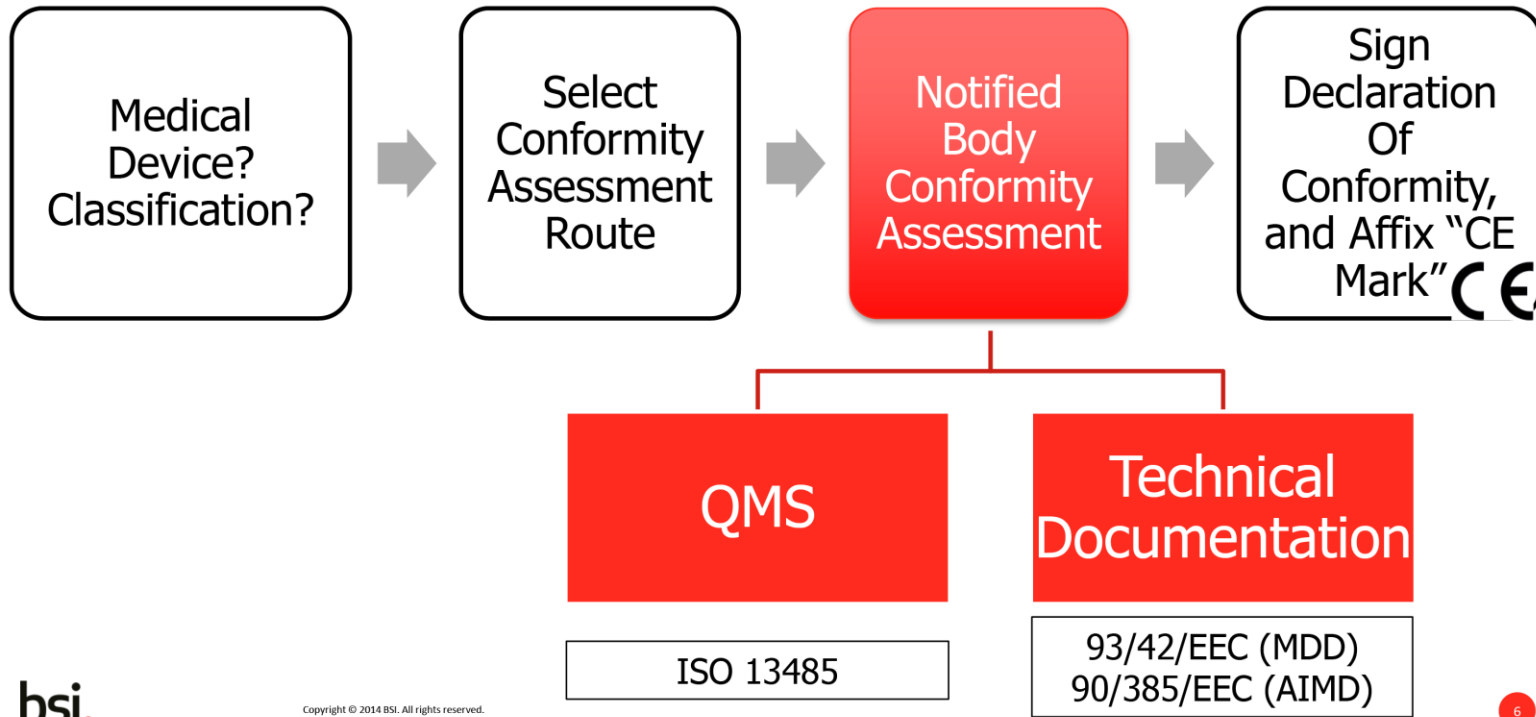 Medical
Device?
Classification?
Select
Conformity
Assessment
Route
Notified
Body
Conformity
Assessment
Sign
Declaration
Of
Conformity,
and Affix “CE
Mark” CE
QMS
Technical
Documentation
ISO 13485
93/42/EEC (MDD)
90/385/EEC (AIMD)
bsi.
Copyright © 2014 BSI. All rights reserved.
6